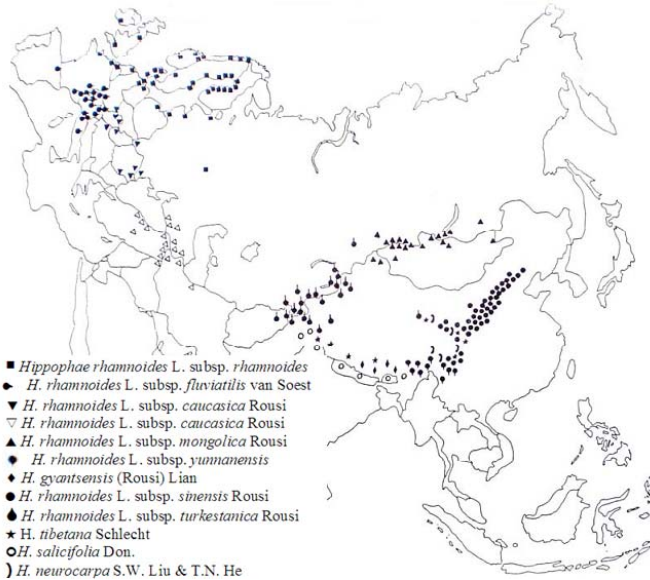 Hippophae rhamnoides L. subsp. rhamnoides
H. rhamnoides L. subsp. fluviatilis van Soest
H. rhamnoides L. subsp. caucasica Rousi
H. rhamnoides L. subsp. caucasica Rousi
H. rhamnoides L. subsp. mongolica Rousi
H. rhamnoides L. subsp. yunnanensis
H. gyantsensis (Rousi) Lian
H. rhamnoides L. subsp. sinensis Rousi
H. rhamnoides L. subsp. turkestanica Rousi
H. tibetana Schlecht
H. salicifolia Don.
H. neurocarpa S.W. Liu & T.N. He